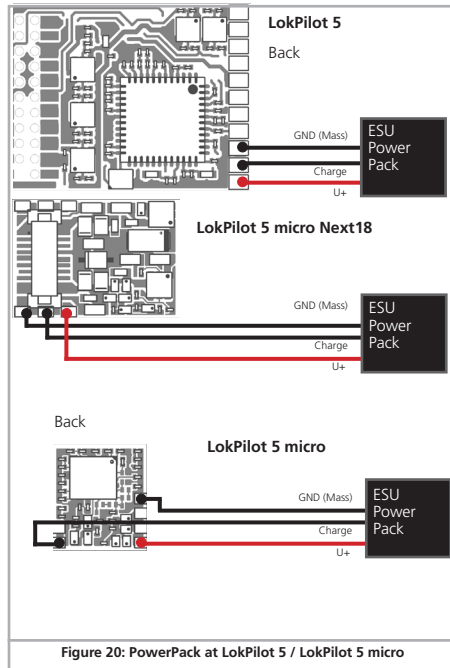 LokPilot 5
Back
GND (Mass)
Charge
U+
ESU
Power
Pack
LokPilot 5 micro Next18
GND (Mass)
Charge
U+
ESU
Power
Pack
Back
LokPilot 5 micro
GND (Mass)
Charge
U+
ESU
Power
Pack
Figure 20: PowerPack at LokPilot 5 / LokPilot 5 micro